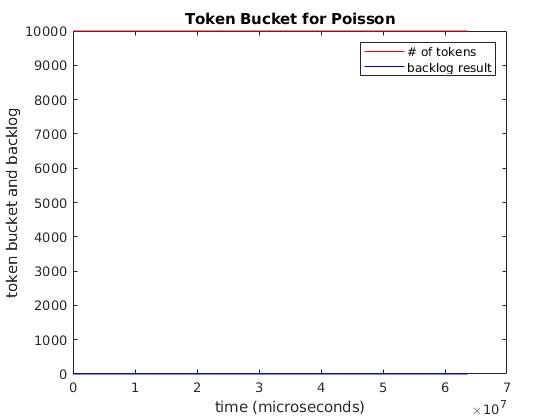 Token Bucket for Poisson
10000
9000
8000
7000
6000
5000
4000
3000
2000
1000
0
token bucket and backlog
# of tokens
backlog result
0 1 2 3 4 5 6 7
×10^7
time (microseconds)